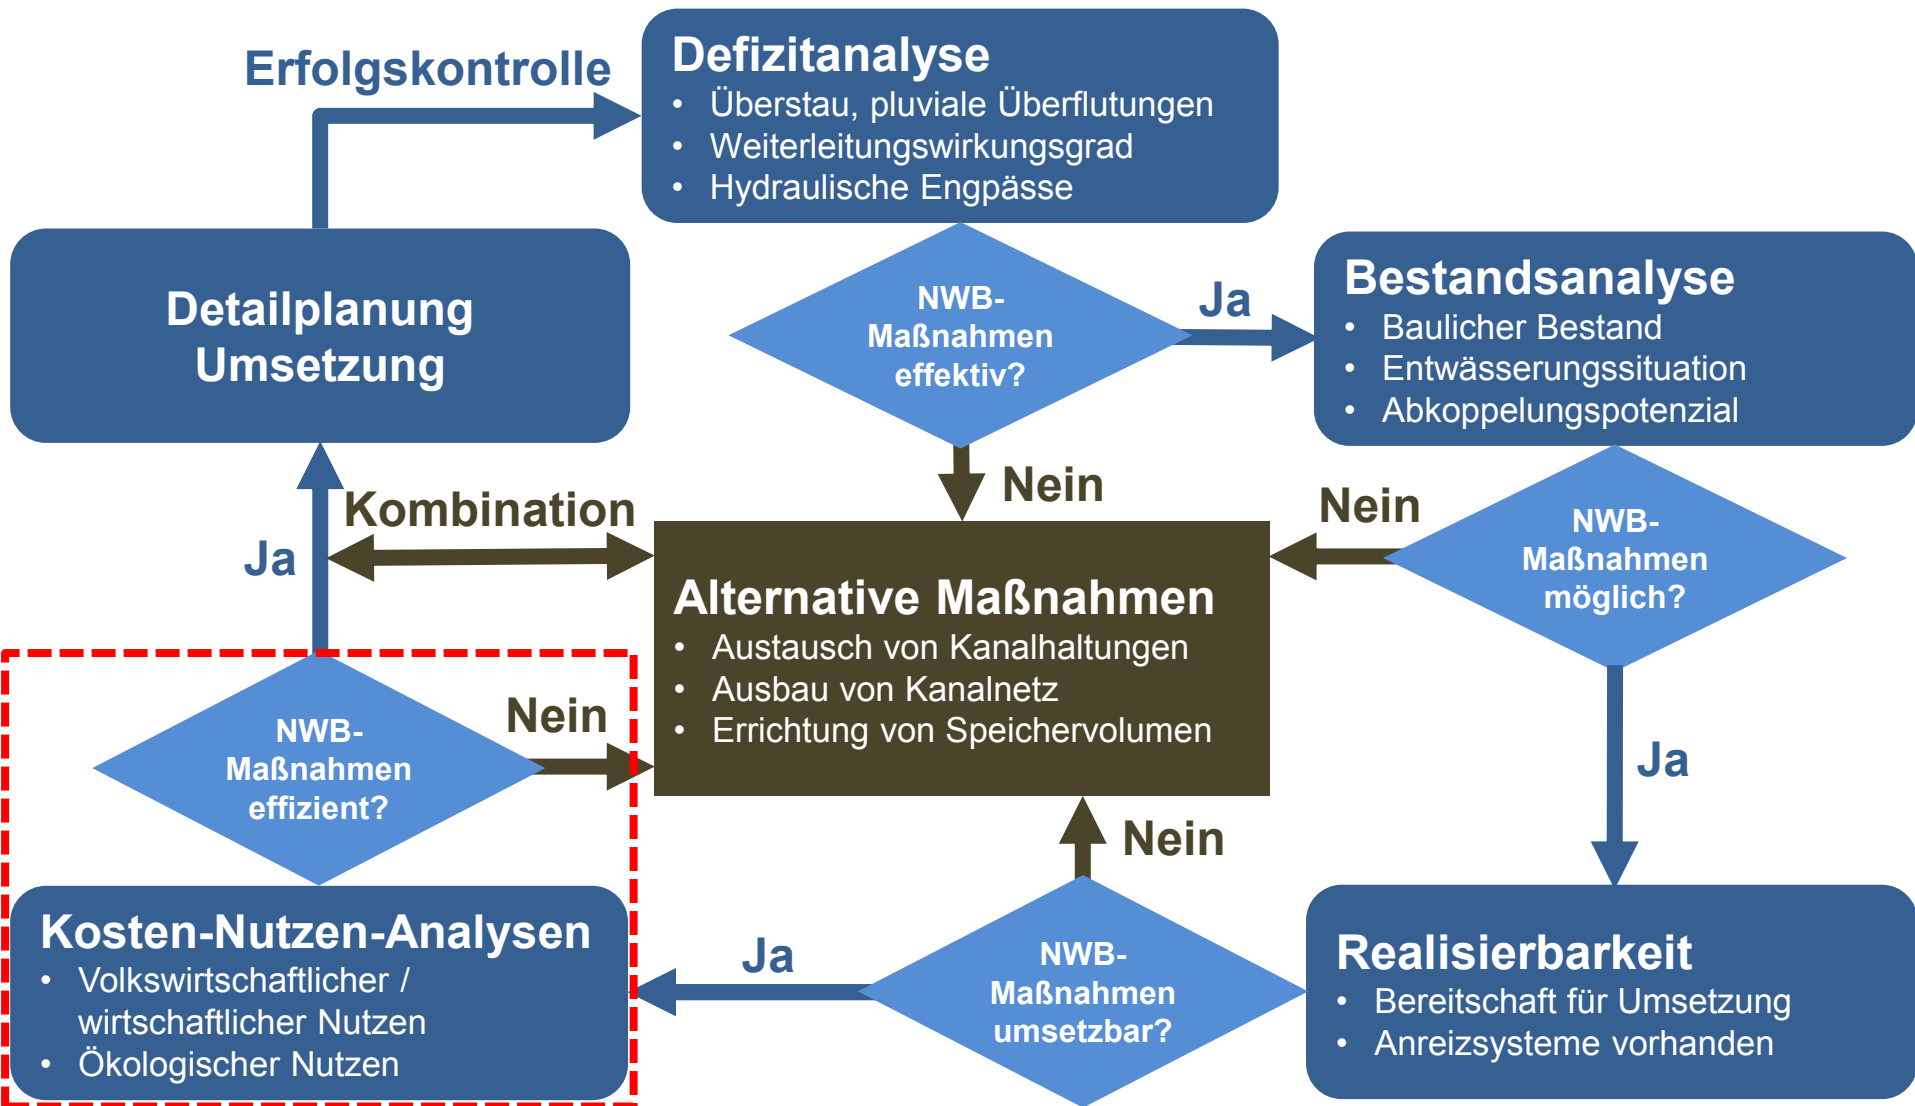 Erfolgskontrolle
Defizitanalyse
• Überstau, pluviale Überflutungen
• Weiterleitungswirkungsgrad
• Hydraulische Engpässe
Detailplanung
Umsetzung
NWB-
Maßnahmen
effektiv?
Ja
Bestandsanalyse
• Baulicher Bestand
• Entwässerungssituation
• Abkoppelungspotenzial
Nein
Kombination
Ja
Nein
NWB-
Maßnahmen
möglich?
Alternative Maßnahmen
• Austausch von Kanalhaltungen
• Ausbau von Kanalnetz
• Errichtung von Speichervolumen
NWB-
Maßnahmen
effizient?
Nein
Ja
Nein
Kosten-Nutzen-Analysen
• Volkswirtschaftlicher /
wirtschaftlicher Nutzen
• Ökologischer Nutzen
Ja
NWB-
Maßnahmen
umsetzbar?
Realisierbarkeit
• Bereitschaft für Umsetzung
• Anreizsysteme vorhanden